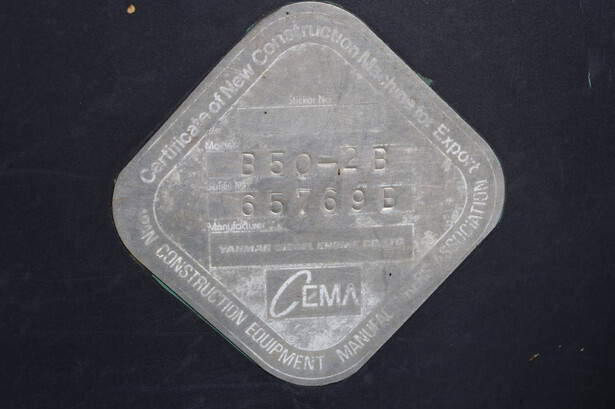 Certificate of New Construction Machine for Export
Sticker No.
Model
B50-2B
Serial No.
65769B
Manufacturer
YANMAR DIESEL ENGINE CO.,LTD
CEMA
CONSTRUCTION EQUIPMENT ASSOCIATION